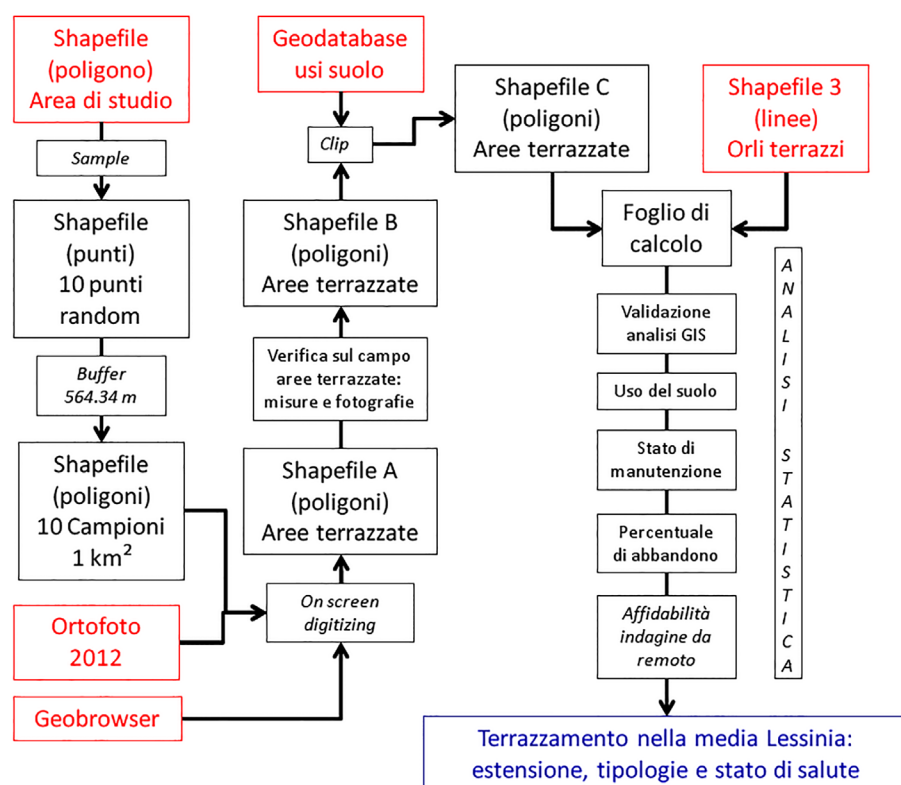 Shapefile
(poligono)
Area di studio
Sample
Shapefile
(punti)
10 punti
random
Buffer
564.34 m
Shapefile
(poligoni)
10 Campioni
1 km²
Ortofoto
2012
Geobrowser
Geodatabase
usi suolo
Clip
Shapefile B
(poligoni)
Aree terrazzate
Verifica sul campo
aree terrazzate:
misure e fotografie
Shapefile A
(poligoni)
Aree terrazzate
On screen
digitizing
Shapefile C
(poligoni)
Aree terrazzate
Shapefile 3
(linee)
Orli terrazzi
Foglio di
calcolo
Validazione
analisi GIS
Uso del suolo
Stato di
manutenzione
Percentuale
di abbandono
Affidabilità
indagine da
remoto
ANALISI STATISTICA
Terrazzamento nella media Lessinia:
estensione, tipologie e stato di salute